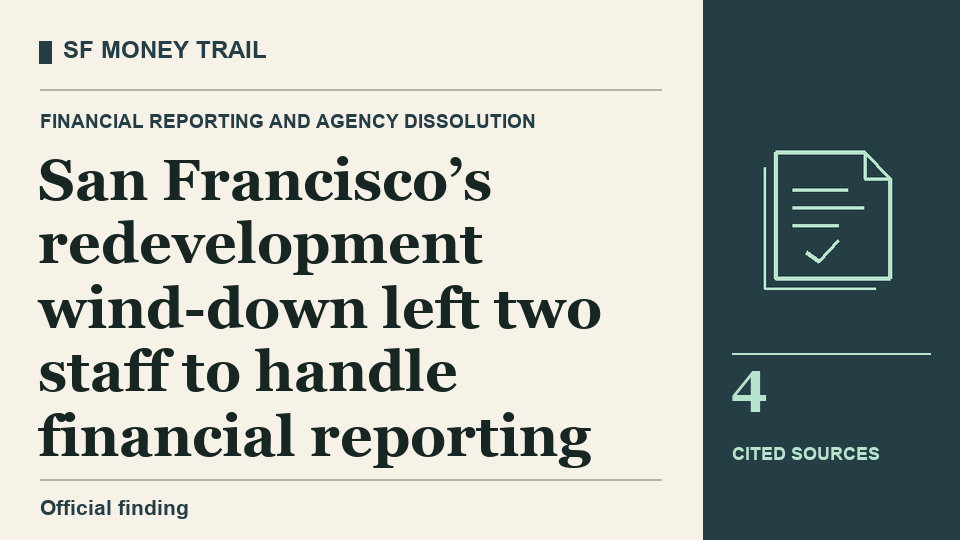 SF MONEY TRAIL
FINANCIAL REPORTING AND AGENCY DISSOLUTION
San Francisco’s
redevelopment
wind-down left two
staff to handle
financial reporting
Official finding
4
CITED SOURCES